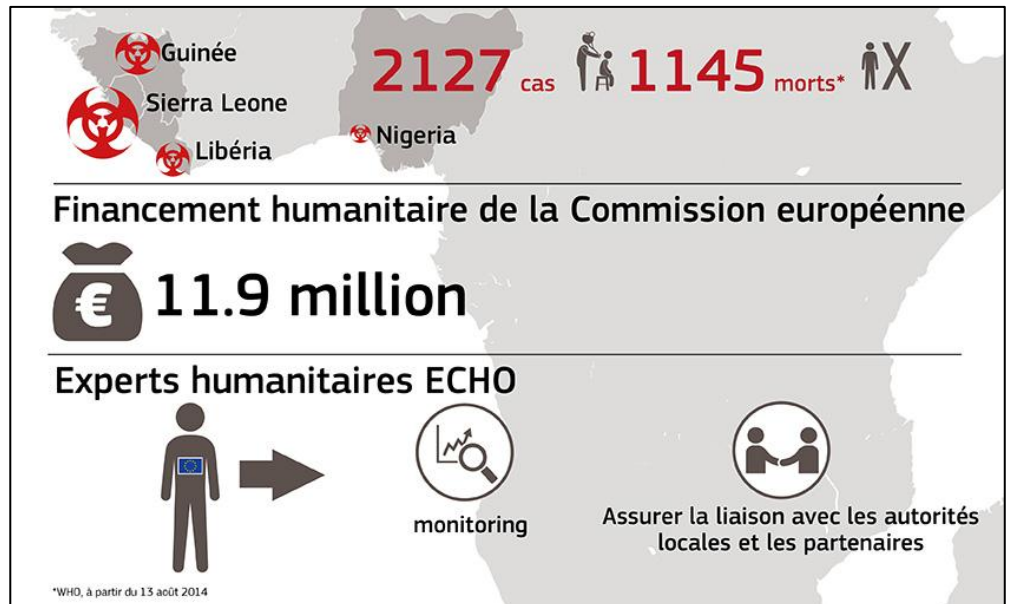 Guinée
Sierra Leone
Libéria
Nigeria
2127 cas 1145 morts*
Financement humanitaire de la Commission européenne
€ 11.9 million
Experts humanitaires ECHO
monitoring
Assurer la liaison avec les autorités
locales et les partenaires
*WHO, à partir du 13 août 2014